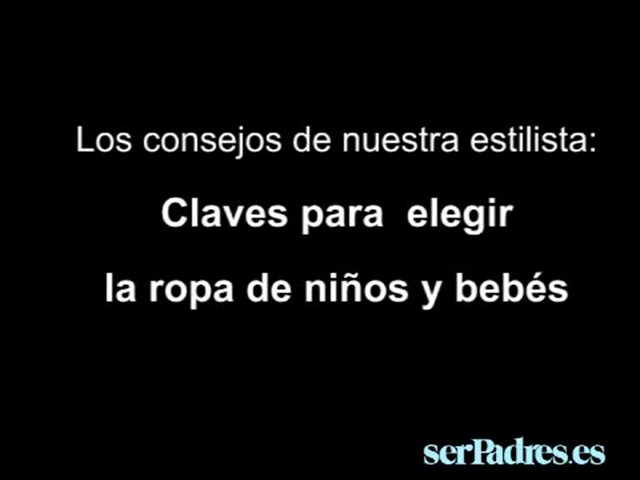 Los consejos de nuestra estilista:
Claves para elegir
la ropa de niños y bebés
serPadres.es